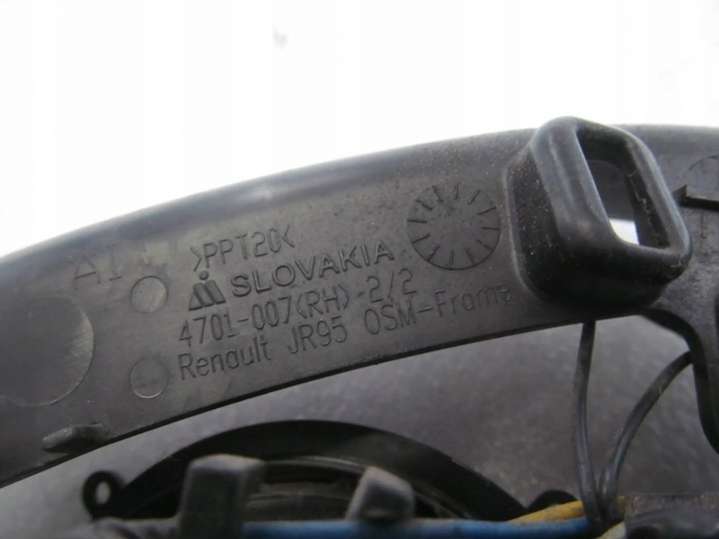 >PPT20<
SLOVAKIA
4701-007(RH)-2/2
Renault JR95 OSM-Frame